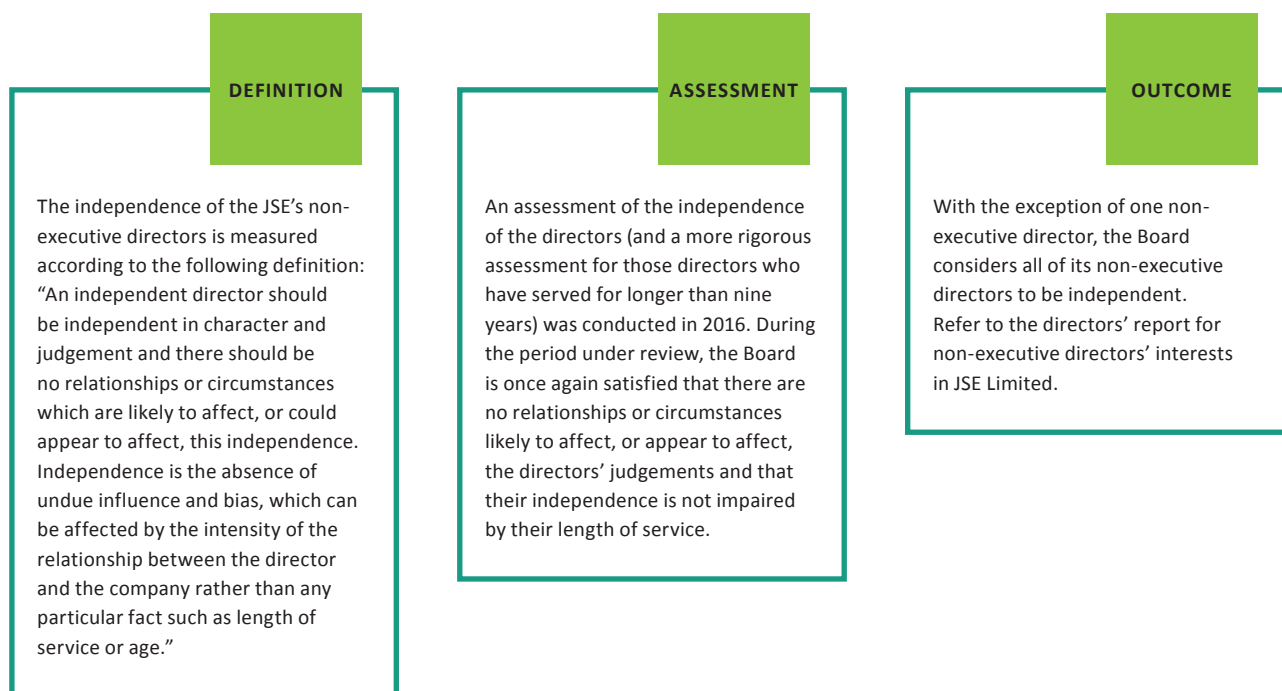 DEFINITION
The independence of the JSE’s non-
executive directors is measured
according to the following definition:
“An independent director should
be independent in character and
judgement and there should be
no relationships or circumstances
which are likely to affect, or could
appear to affect, this independence.
Independence is the absence of
undue influence and bias, which can
be affected by the intensity of the
relationship between the director
and the company rather than any
particular fact such as length of
service or age.”
ASSESSMENT
An assessment of the independence
of the directors (and a more rigorous
assessment for those directors who
have served for longer than nine
years) was conducted in 2016. During
the period under review, the Board
is once again satisfied that there are
no relationships or circumstances
likely to affect, or appear to affect,
the directors’ judgements and that
their independence is not impaired
by their length of service.
OUTCOME
With the exception of one non-
executive director, the Board
considers all of its non-executive
directors to be independent.
Refer to the directors’ report for
non-executive directors’ interests
in JSE Limited.